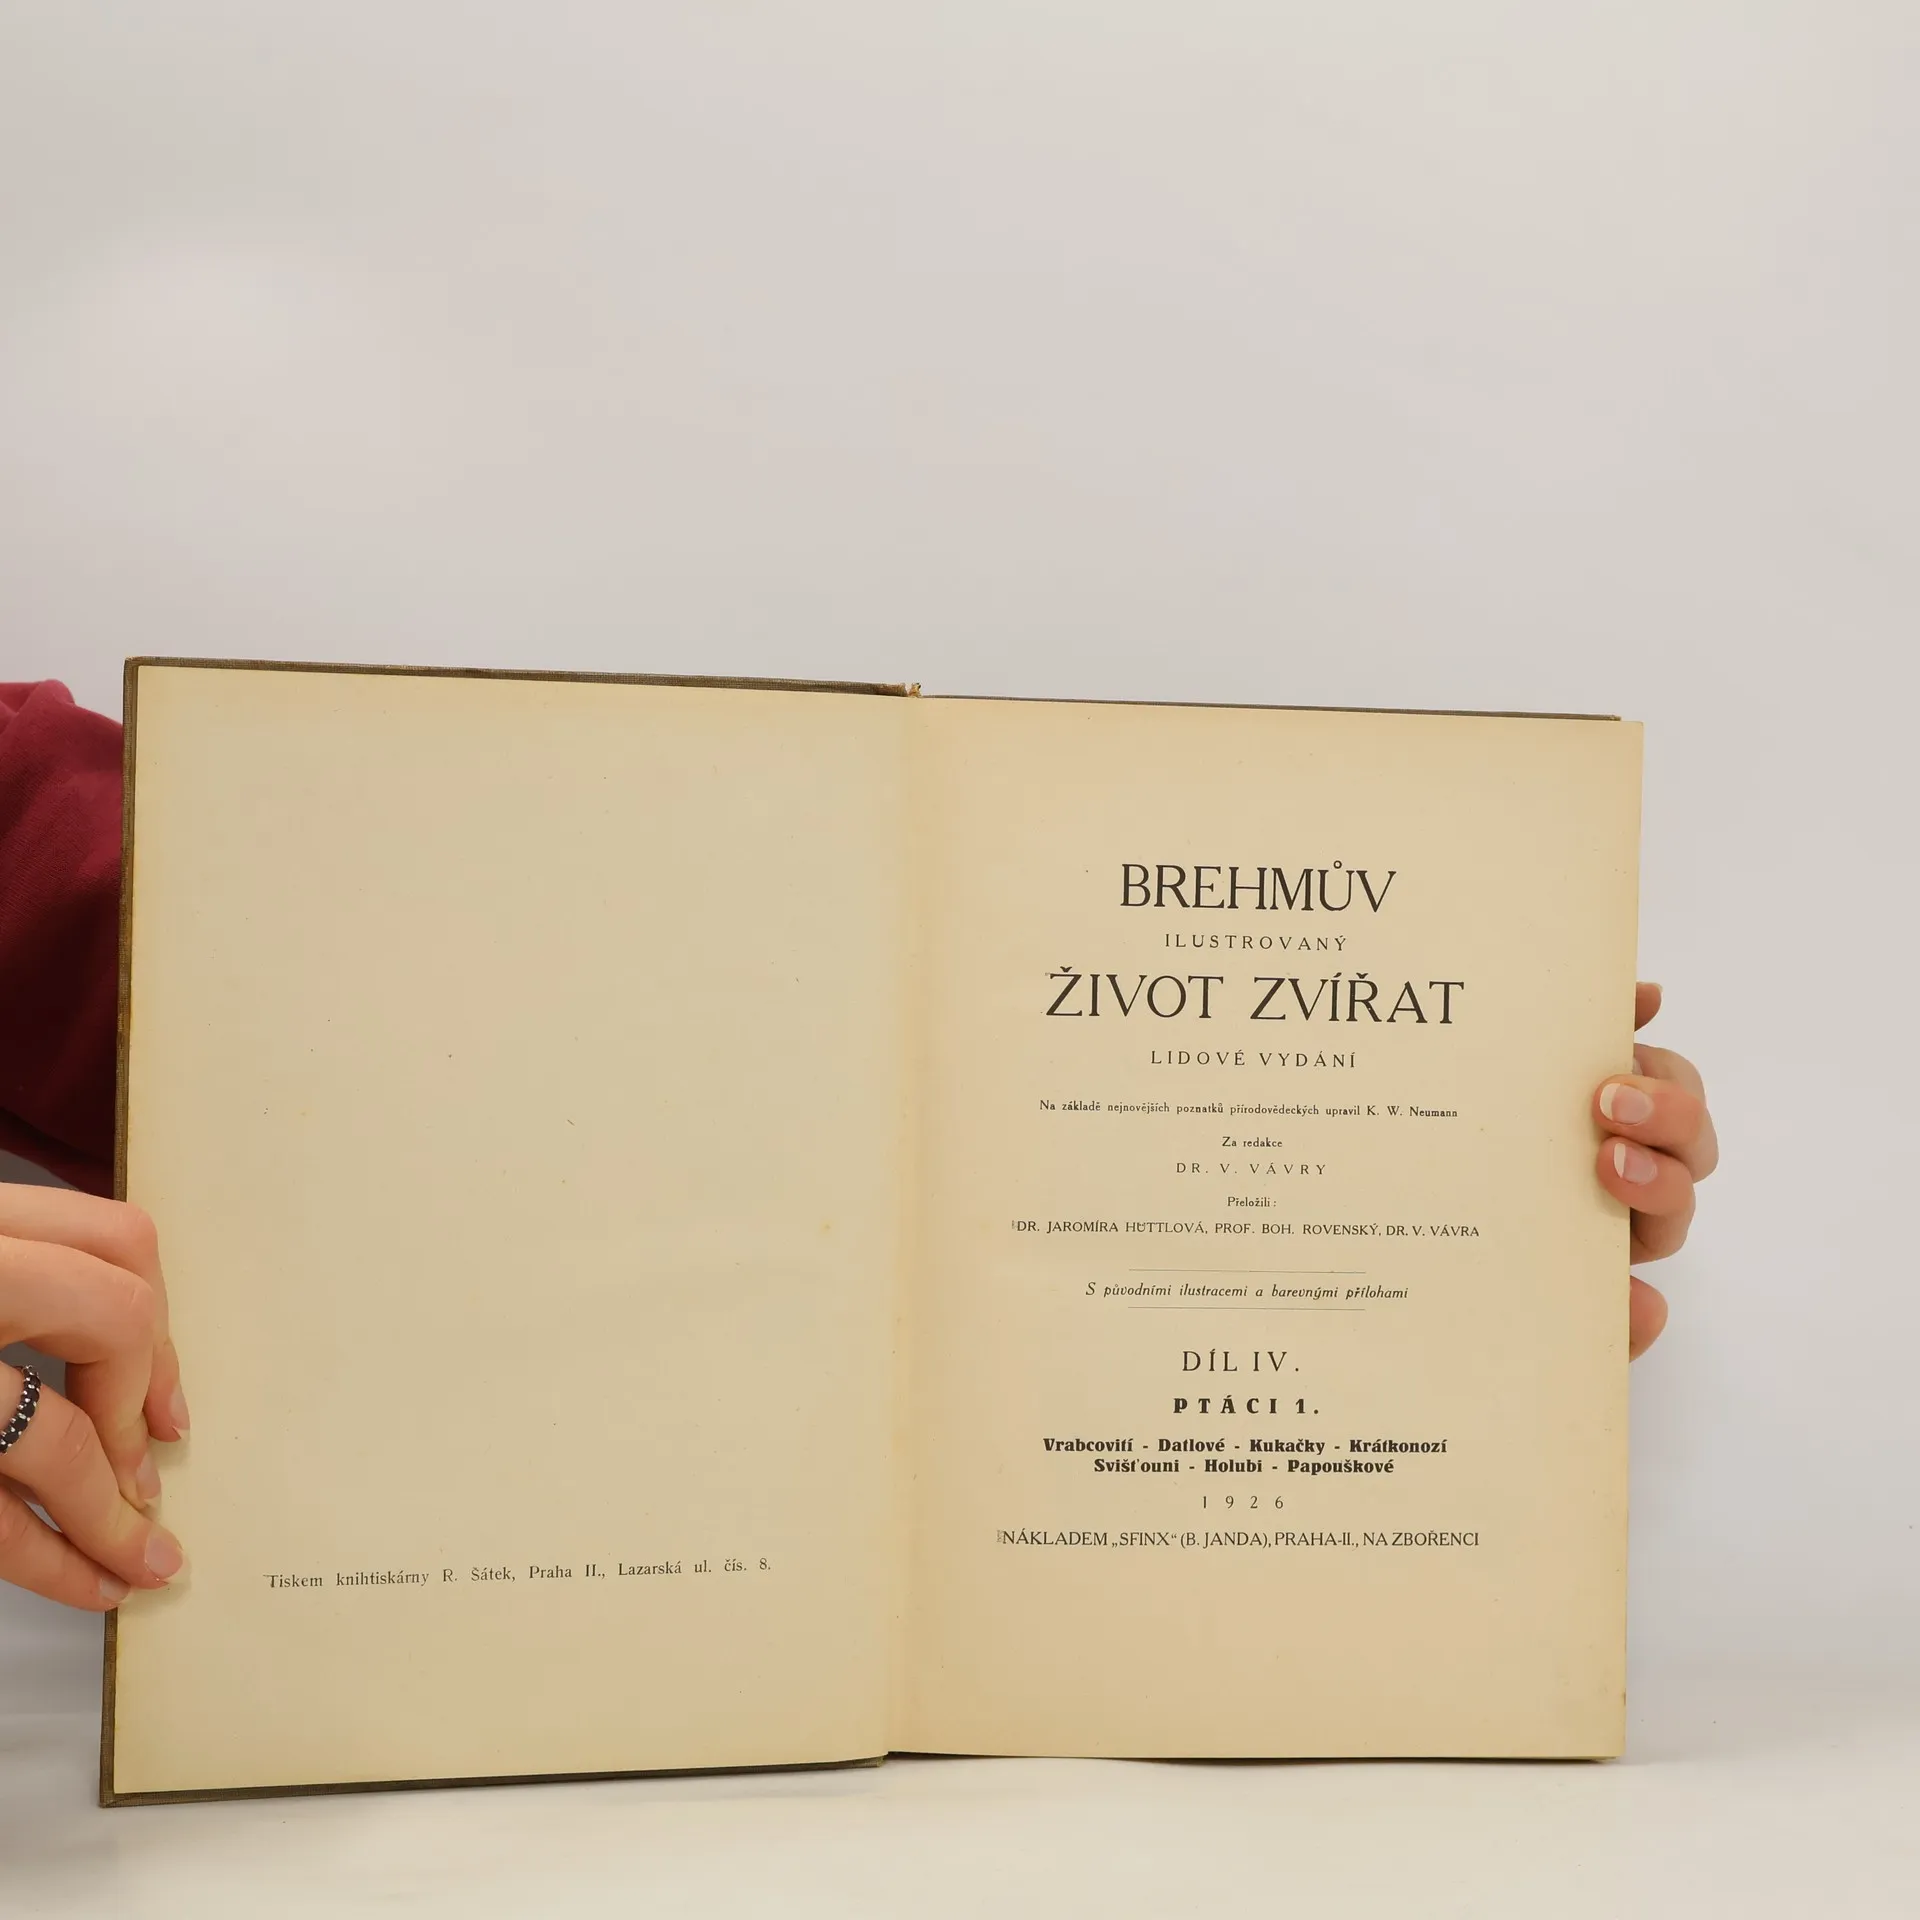 Tiskem knihtiskárny R. Šátek, Praha II., Lazarská ul. čís. 8.
BREHMŮV
ILUSTROVANÝ
ŽIVOT ZVÍŘAT
LIDOVÉ VYDÁNÍ
Na základě nejnovějších poznatků přírodovědeckých upravil K. W. Neumann
Za redakce
DR. V. VÁVRY
Přeložili:
DR. JAROMÍRA HÜTTLOVÁ, PROF. BOH. ROVENSKÝ, DR. V. VÁVRA
S původními ilustracemi a barevnými přílohami
DÍL IV.
PTÁCI 1.
Vrabcovití - Datlové - Kukačky - Krátkonozí
Svišťouni - Holubi - Papouškové
1926
NÁKLADEM „SFINX“ (B. JANDA), PRAHA-II., NA ZBOŘENCI